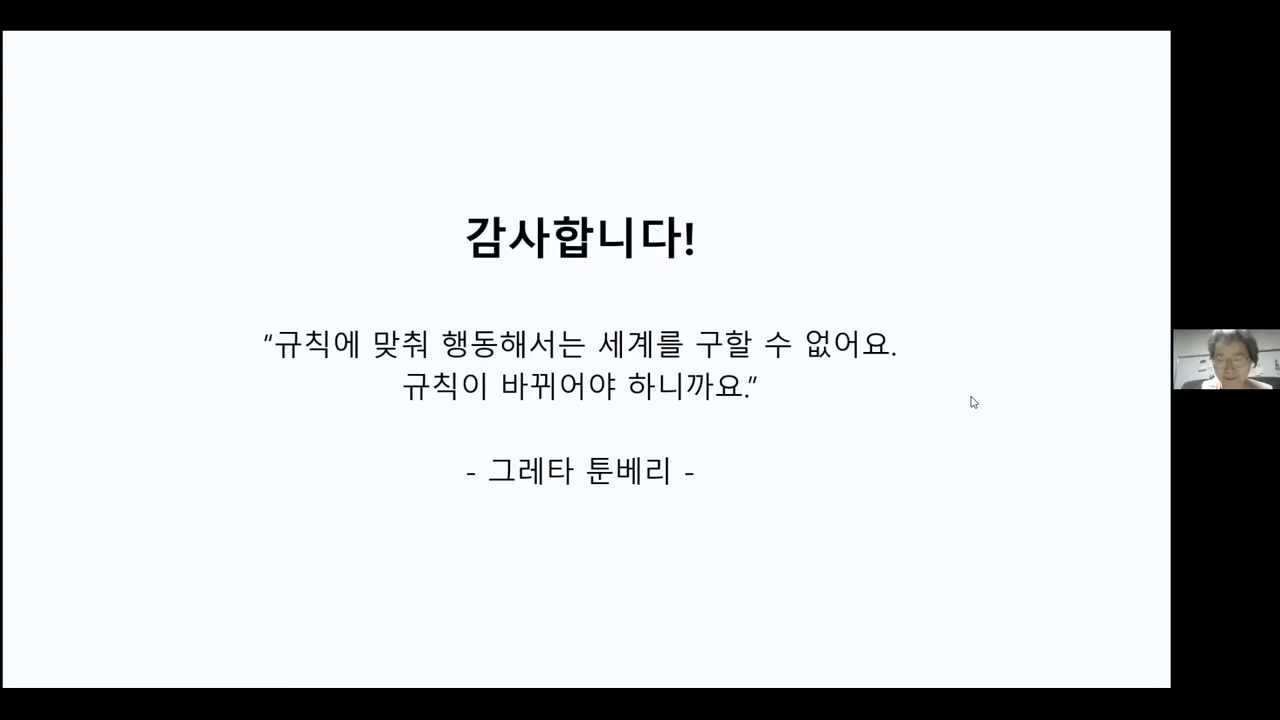 감사합니다!
“규칙에 맞춰 행동해서는 세계를 구할 수 없어요.
규칙이 바뀌어야 하니까요.”
- 그레타 툰베리 -